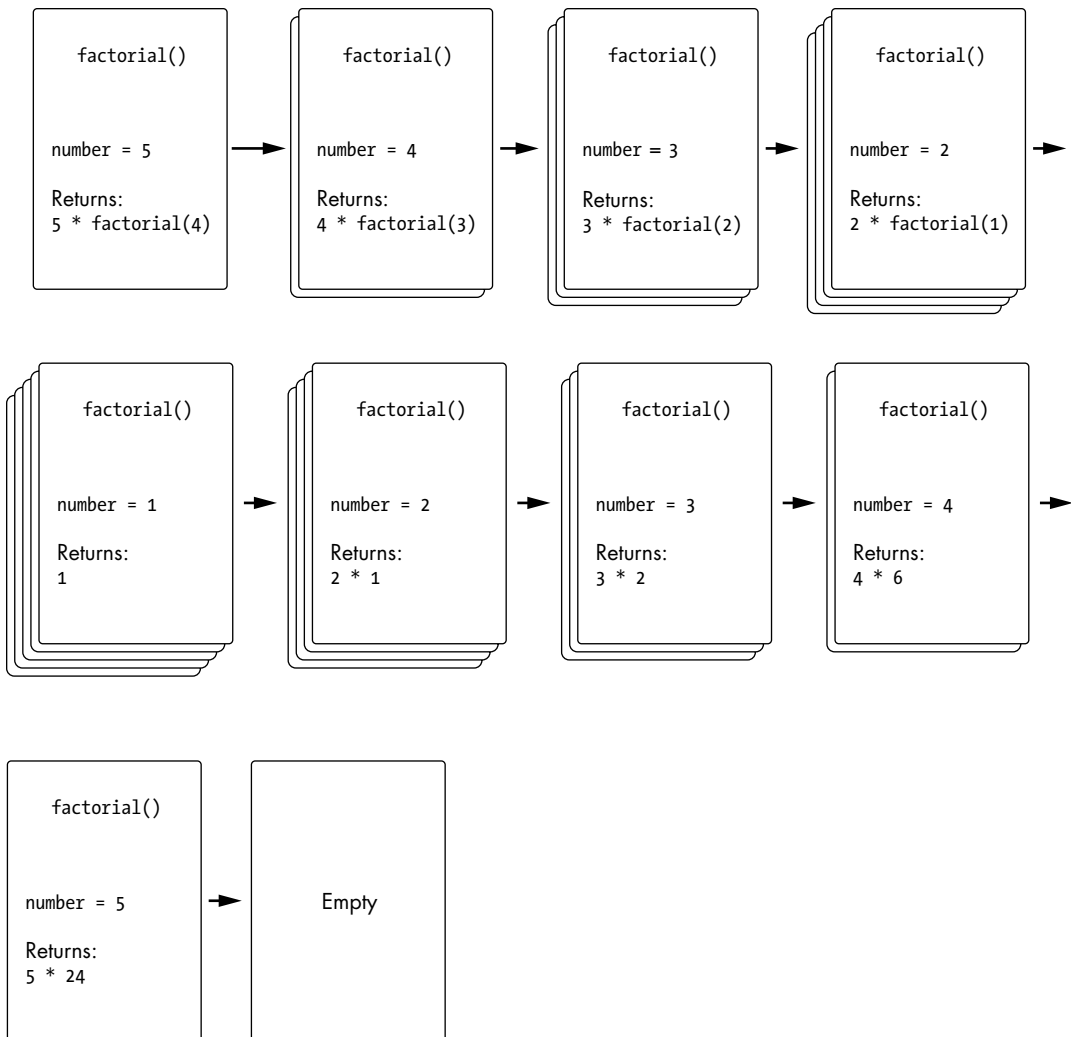 factorial()
number = 5
Returns:
5 * factorial(4)
factorial()
number = 4
Returns:
4 * factorial(3)
factorial()
number = 3
Returns:
3 * factorial(2)
factorial()
number = 2
Returns:
2 * factorial(1)
factorial()
number = 1
Returns:
1
factorial()
number = 2
Returns:
2 * 1
factorial()
number = 3
Returns:
3 * 2
factorial()
number = 4
Returns:
4 * 6
factorial()
number = 5
Returns:
5 * 24
Empty